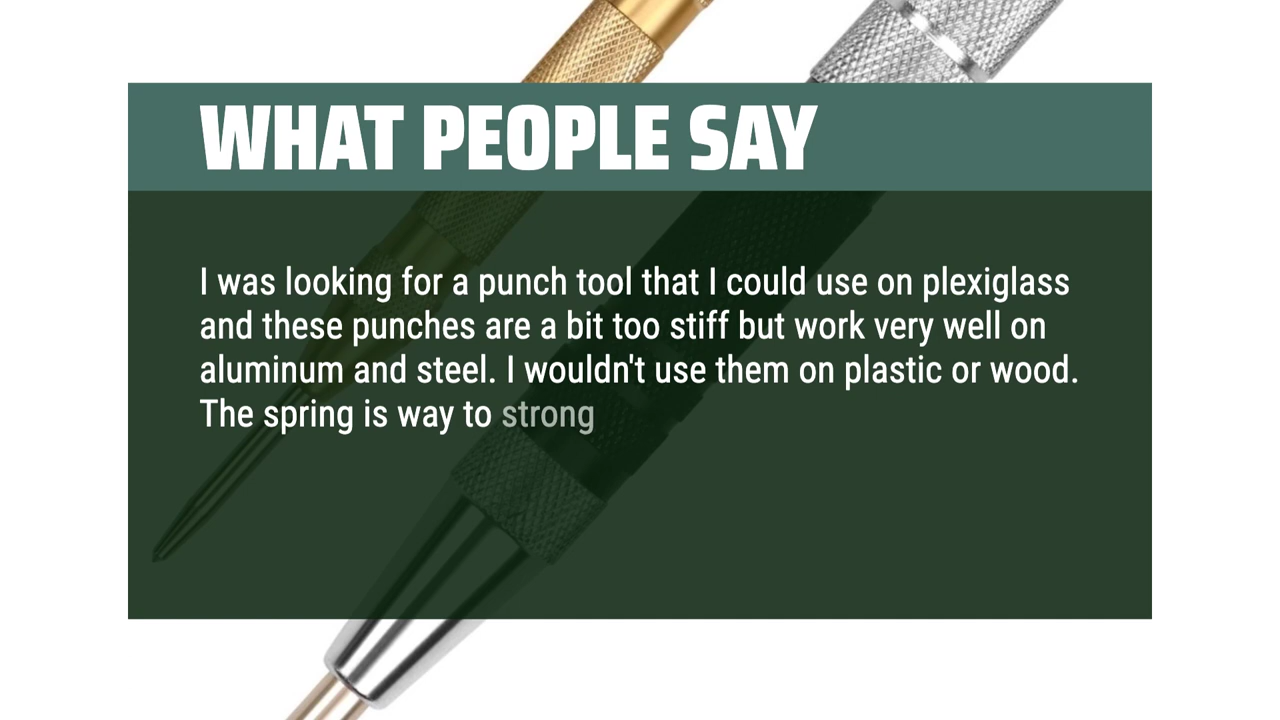 WHAT PEOPLE SAY
I was looking for a punch tool that I could use on plexiglass
and these punches are a bit too stiff but work very well on
aluminum and steel. I wouldn't use them on plastic or wood.
The spring is way to strong